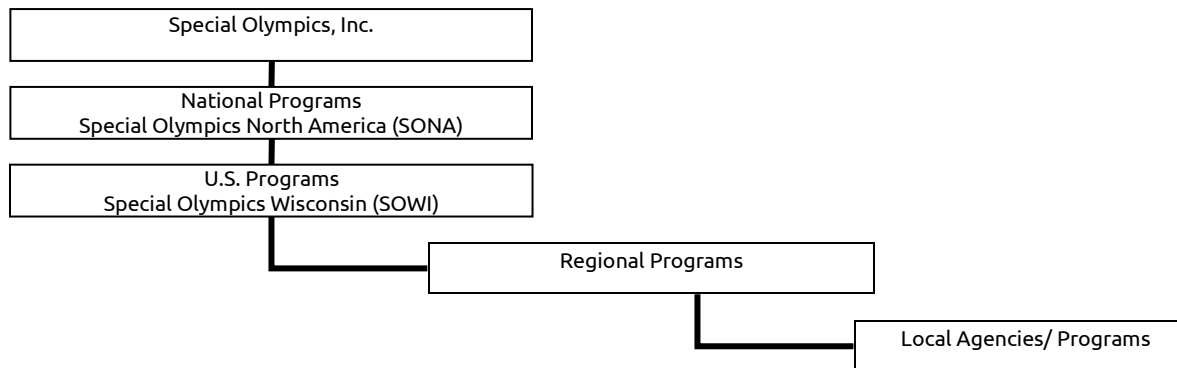 Special Olympics, Inc.
National Programs
Special Olympics North America (SONA)
U.S. Programs
Special Olympics Wisconsin (SOWI)
Regional Programs
Local Agencies/ Programs